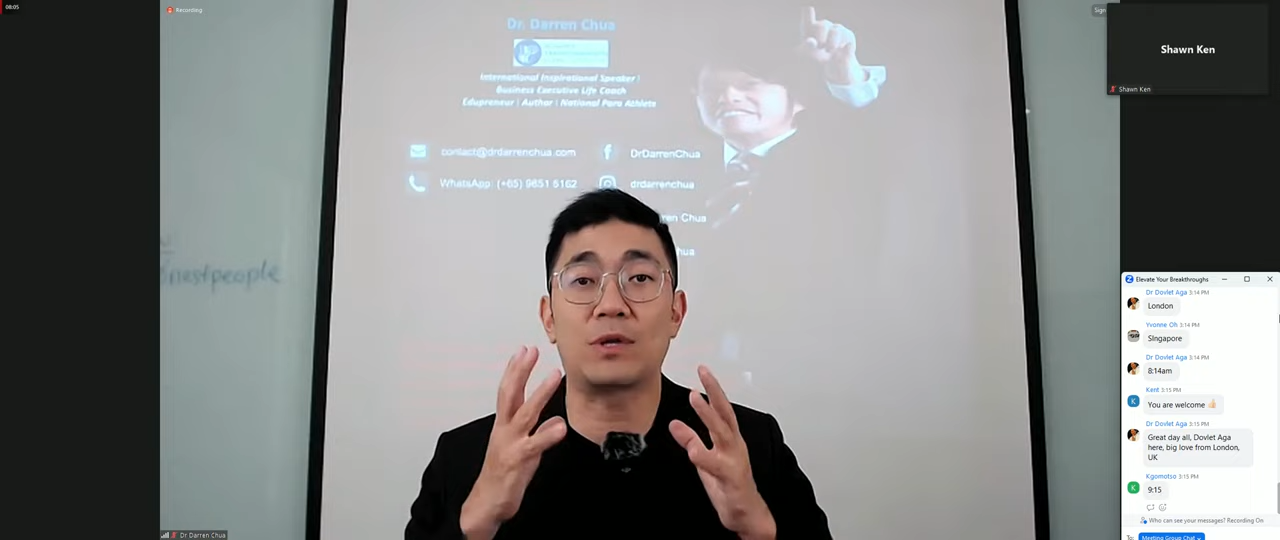 08:05
Recording
Sign
Shawn Ken
Shawn Ken
Dr. Darren Chua
International Inspirational Speaker |
Business Executive Life Coach
Edupreneur | Author | National Para Athlete
contact@drdarrenchua.com
DrDarrenChua
WhatsApp: (+65) 9851 5162
drdarrenchua
ren Chua
hua
nestpeople
Dr Darren Chua
Elevate Your Breakthroughs
Dr Dovlet Aga 3:14 PM
London
Yvonne Oh 3:14 PM
SIngapore
Dr Dovlet Aga 3:14 PM
8:14am
Kent 3:15 PM
K
You are welcome 👍🏻
Dr Dovlet Aga 3:15 PM
Great day all, Dovlet Aga
here, big love from London,
UK
Kgomotso 3:15 PM
K
9:15
Who can see your messages? Recording On
To:
Meeting Group Chat